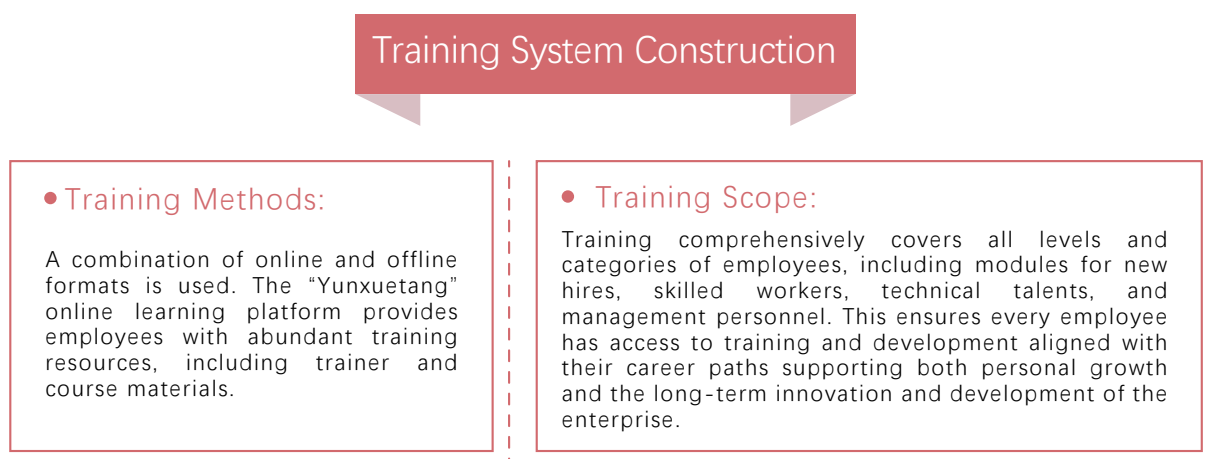 Training System Construction
Training Methods:
A combination of online and offline
formats is used. The “Yunxuetang”
online learning platform provides
employees with abundant training
resources, including trainer and
course materials.
Training Scope:
Training comprehensively covers all levels and
categories of employees, including modules for new
hires, skilled workers, technical talents, and
management personnel. This ensures every employee
has access to training and development aligned with
their career paths supporting both personal growth
and the long-term innovation and development of the
enterprise.